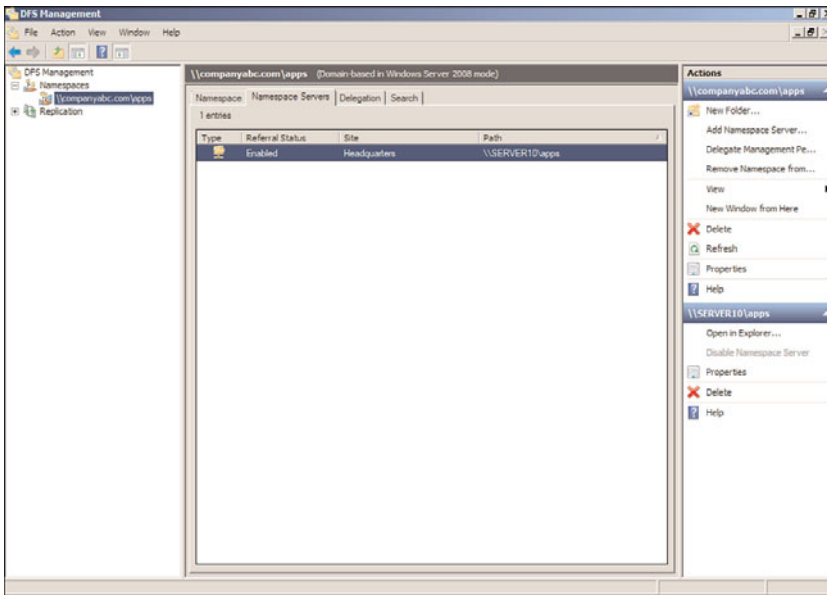 DFS Management
File Action View Window Help
DFS Management
Namespaces
\\companyabc.com\apps
Replication
\\companyabc.com\apps (Domain-based in Windows Server 2008 mode)
Namespace Namespace Servers Delegation Search
1 entries
Type Referral Status Site Path
Enabled Headquarters \\SERVER10\apps
Actions
\\companyabc.com\apps
New Folder...
Add Namespace Server...
Delegate Management Pe...
Remove Namespace from...
View
New Window from Here
Delete
Refresh
Properties
Help
\\SERVER10\apps
Open in Explorer...
Disable Namespace Server
Properties
Delete
Help